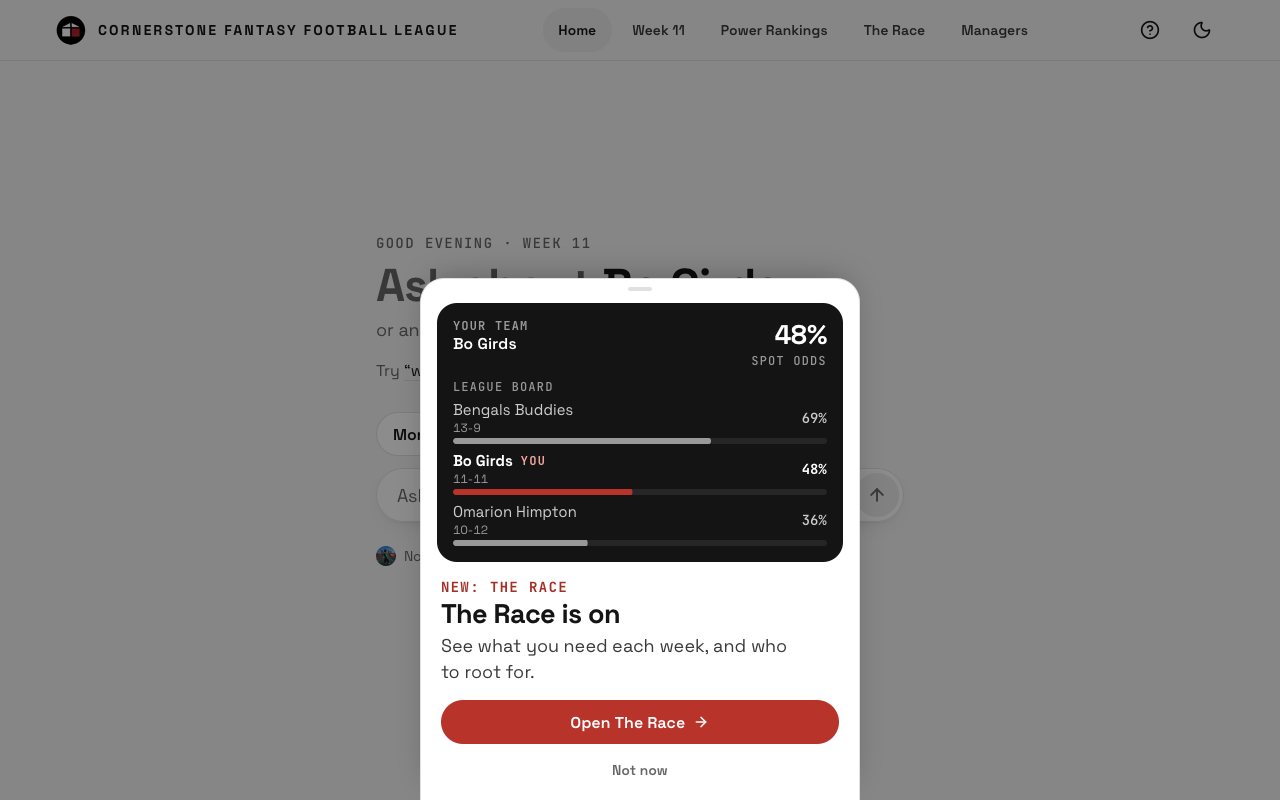 CORNERSTONE FANTASY FOOTBALL LEAGUE
Home
Week 11
Power Rankings
The Race
Managers
GOOD EVENING · WEEK 11
or an
Try “w
YOUR TEAM
Bo Girds
48%
SPOT ODDS
LEAGUE BOARD
Bengals Buddies
13-9
69%
Bo Girds YOU
11-11
48%
Omarion Himpton
10-12
36%
NEW: THE RACE
The Race is on
See what you need each week, and who
to root for.
Open The Race →
Not now